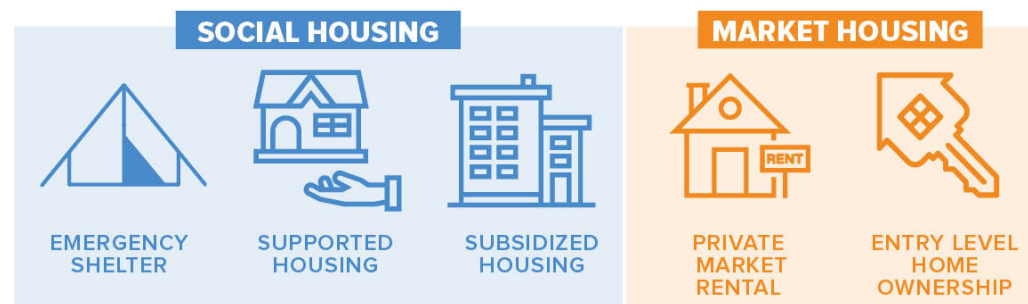 SOCIAL HOUSING
MARKET HOUSING
RENT
EMERGENCY
SHELTER
SUPPORTED
HOUSING
SUBSIDIZED
HOUSING
PRIVATE
MARKET
RENTAL
ENTRY LEVEL
HOME
OWNERSHIP